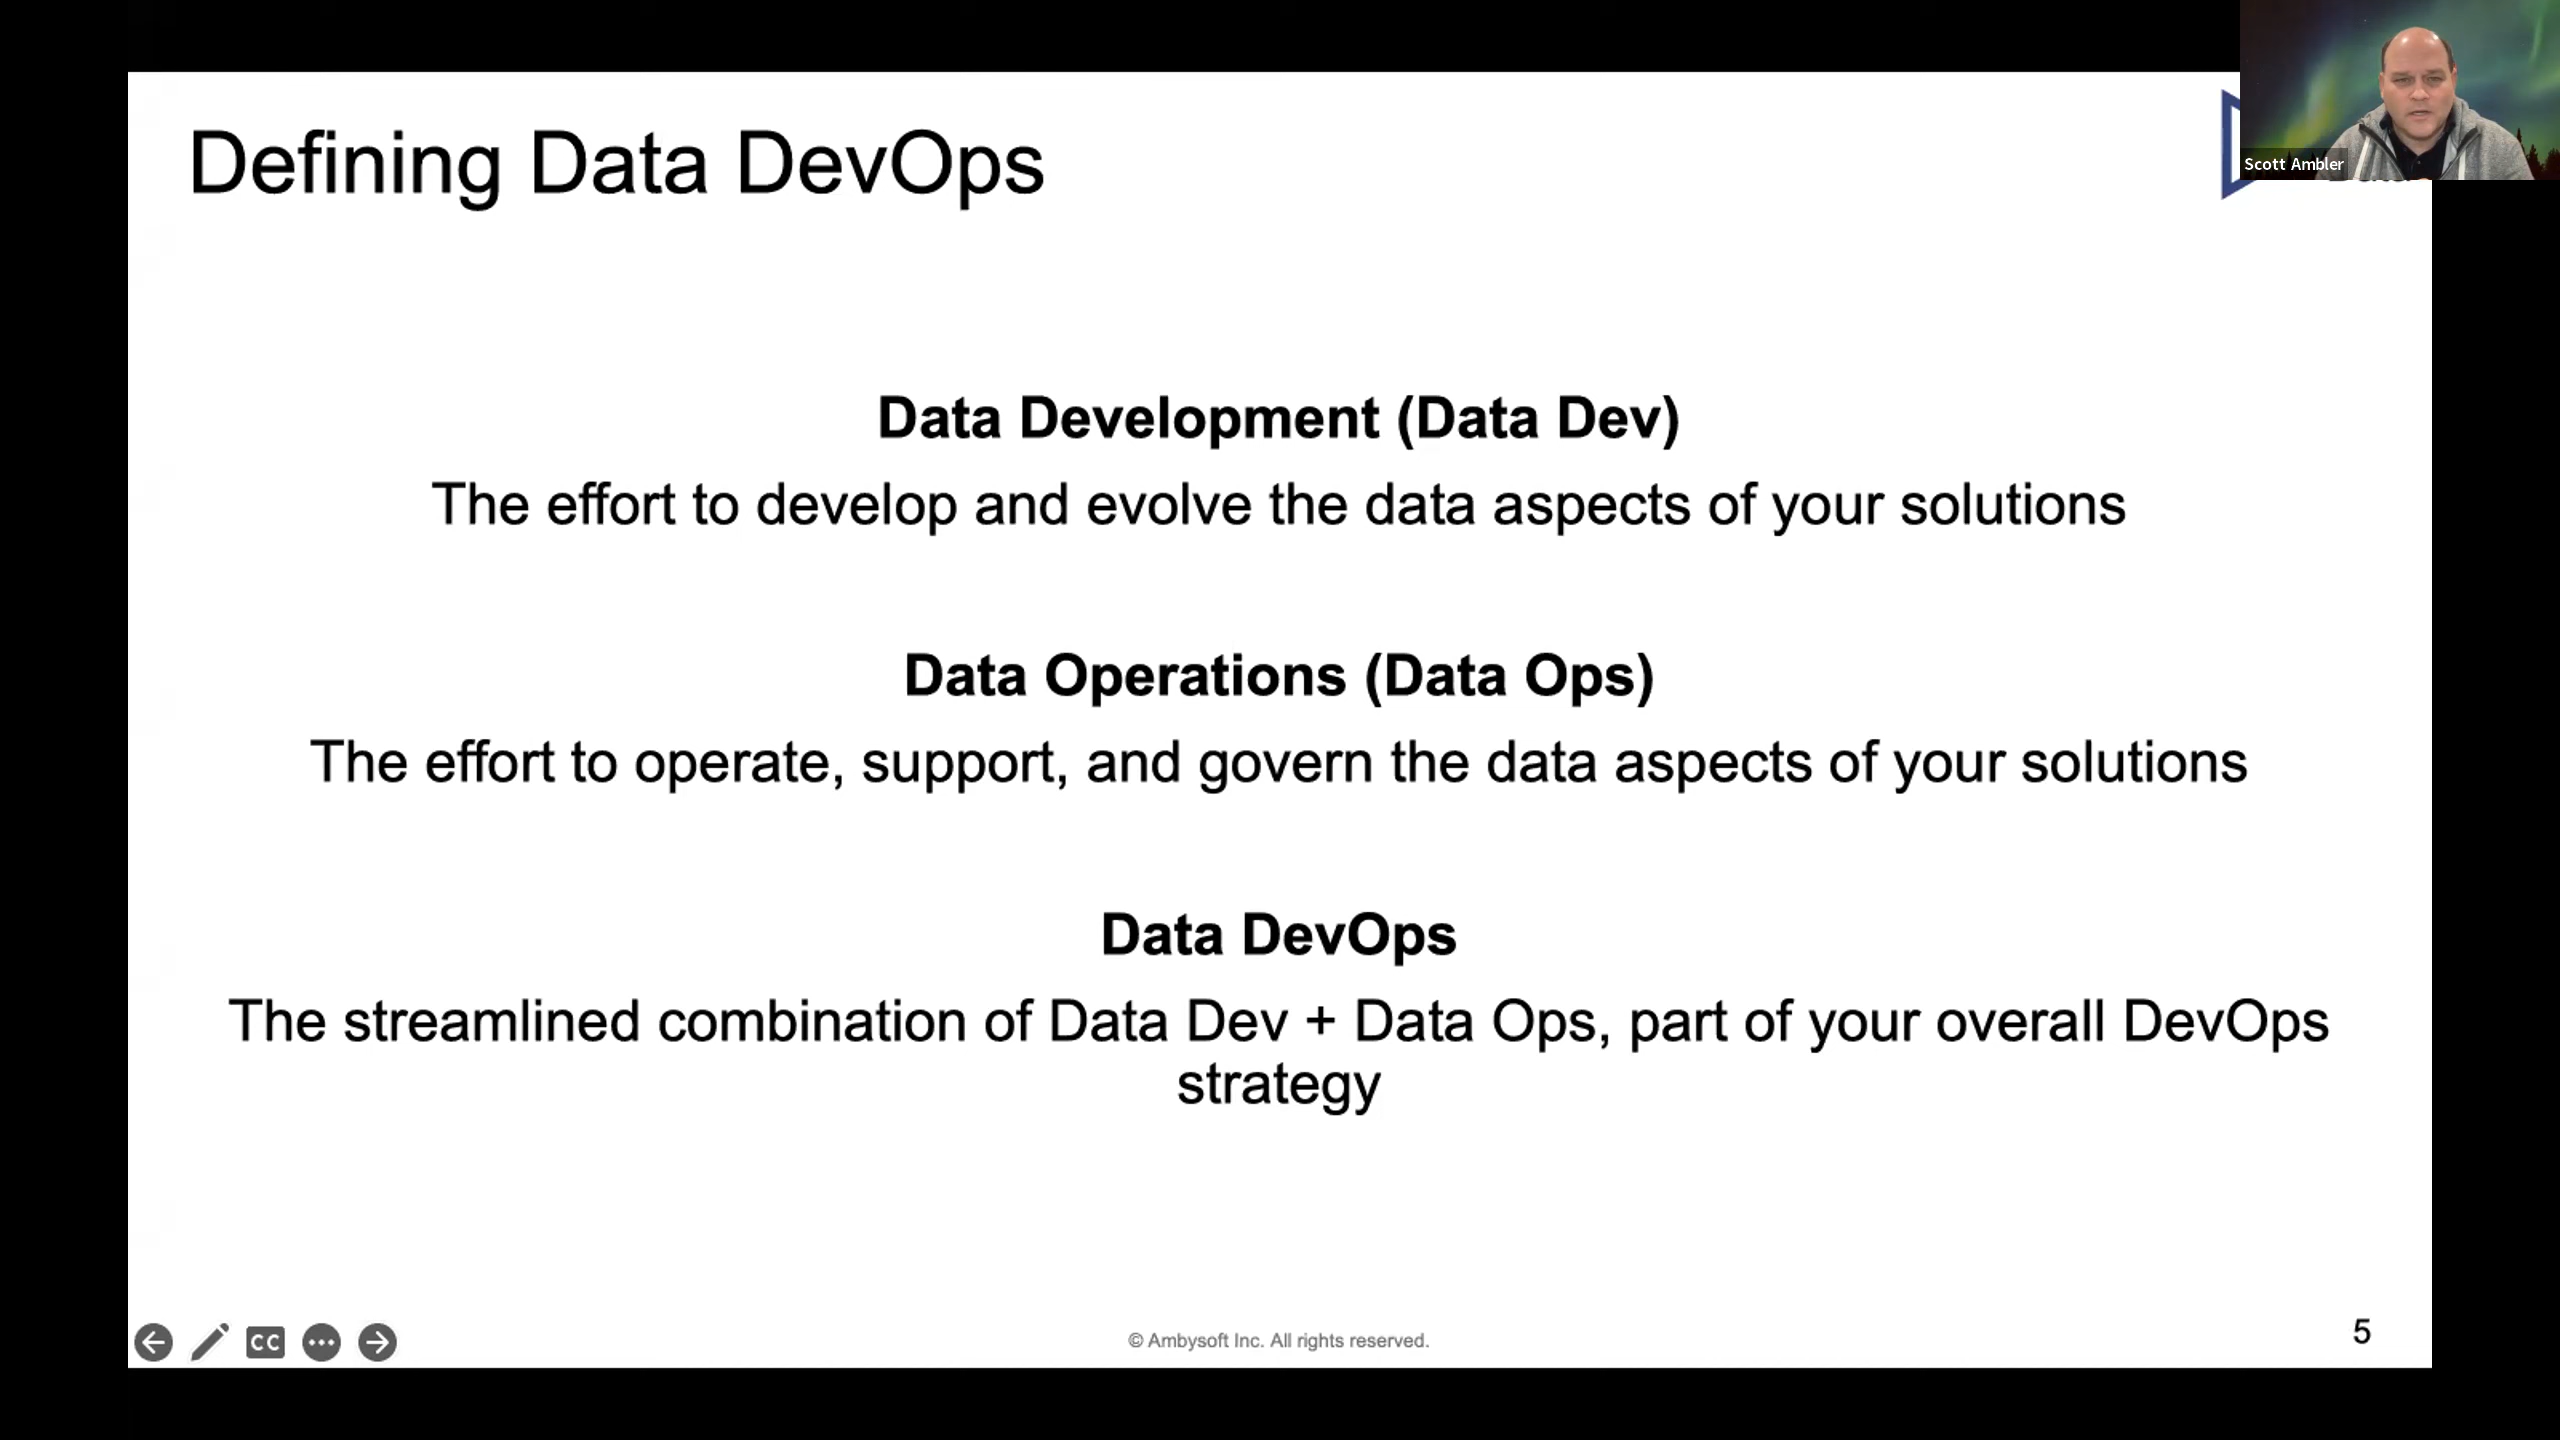 Defining Data DevOps
Scott Ambler
Data Development (Data Dev)
The effort to develop and evolve the data aspects of your solutions
Data Operations (Data Ops)
The effort to operate, support, and govern the data aspects of your solutions
Data DevOps
The streamlined combination of Data Dev + Data Ops, part of your overall DevOps
strategy
CC
© Ambysoft Inc. All rights reserved.
5